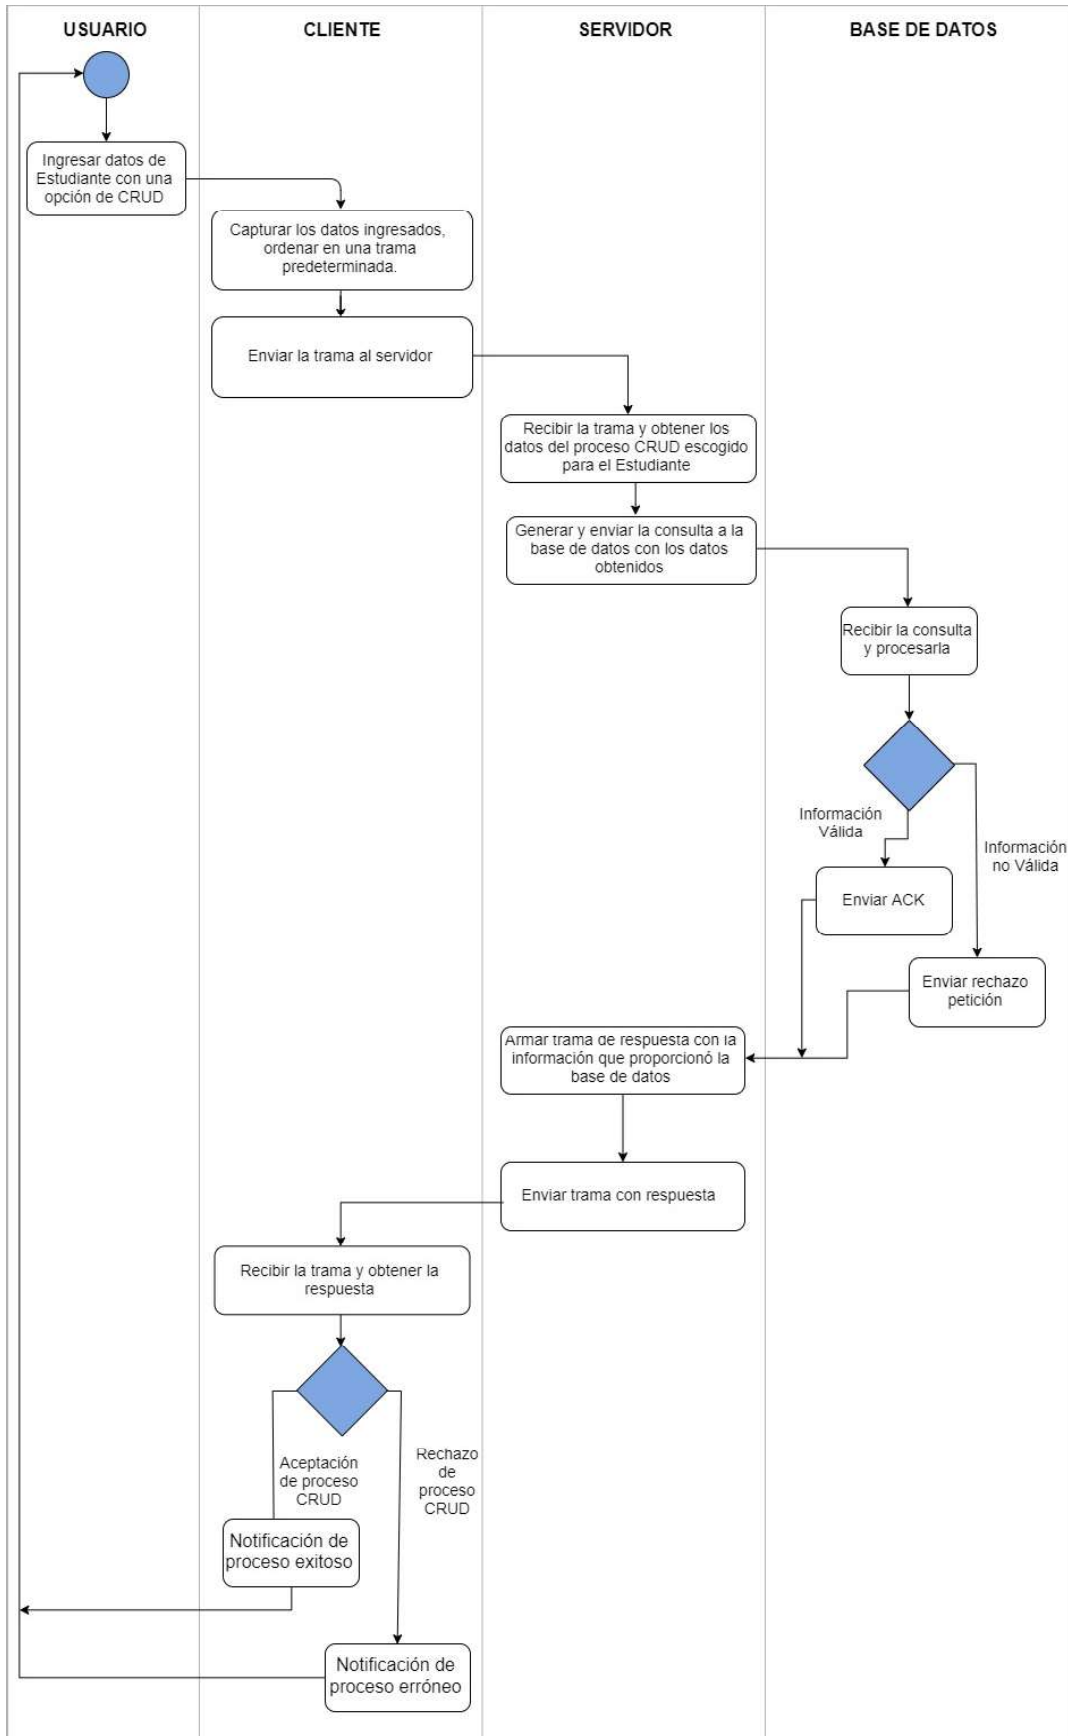 USUARIO
CLIENTE
SERVIDOR
BASE DE DATOS
Ingresar datos de
Estudiante con una
opción de CRUD
Capturar los datos ingresados,
ordenar en una trama
predeterminada.
Enviar la trama al servidor
Recibir la trama y obtener los
datos del proceso CRUD escogido
para el Estudiante
Generar y enviar la consulta a la
base de datos con los datos
obtenidos
Recibir la consulta
y procesarla
Información
Válida
Información
no Válida
Enviar ACK
Enviar rechazo
petición
Armar trama de respuesta con la
información que proporcionó la
base de datos
Enviar trama con respuesta
Recibir la trama y obtener la
respuesta
Aceptación
de proceso
CRUD
Rechazo
de
proceso
CRUD
Notificación de
proceso exitoso
Notificación de
proceso erróneo